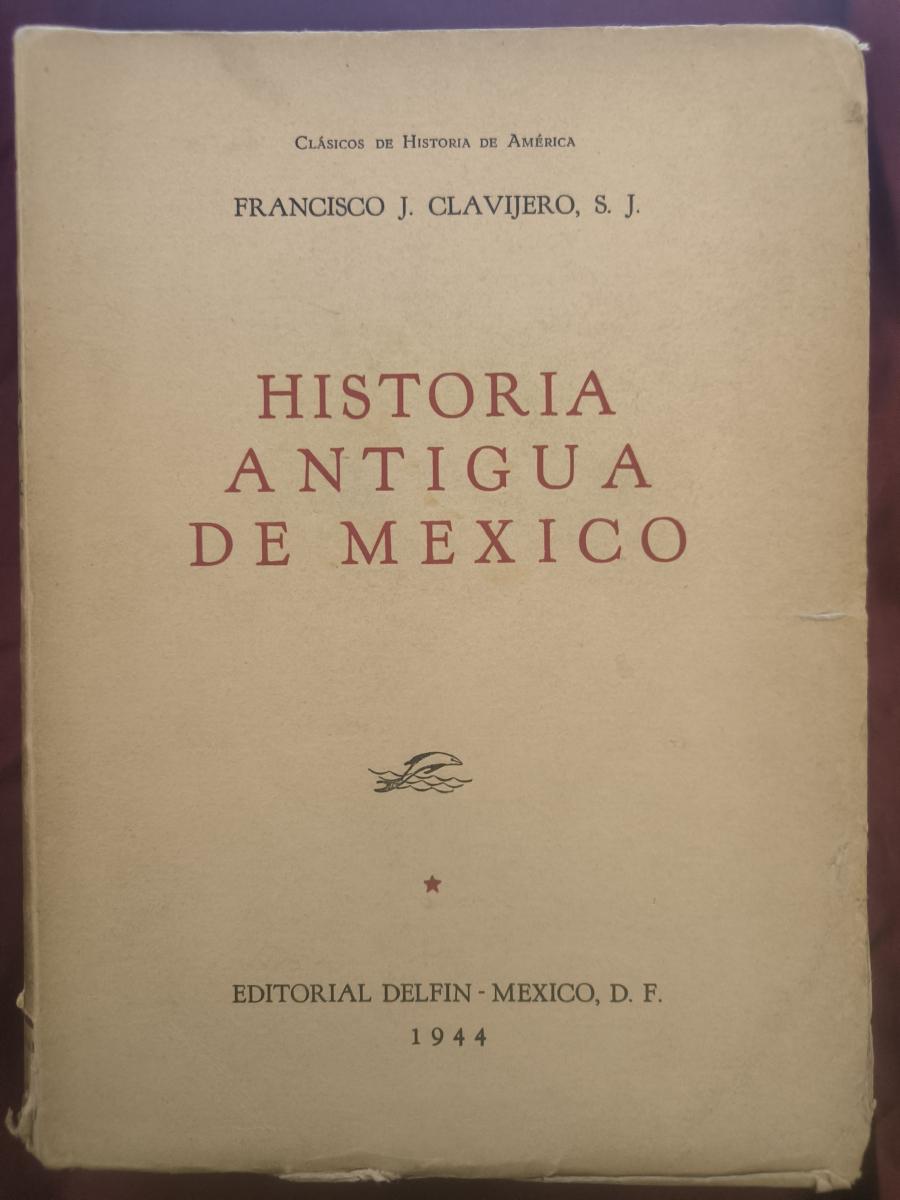 Clásicos de Historia de América
FRANCISCO J. CLAVIJERO, S. J.
HISTORIA
ANTIGUA
DE MEXICO
EDITORIAL DELFIN - MEXICO, D. F.
1944